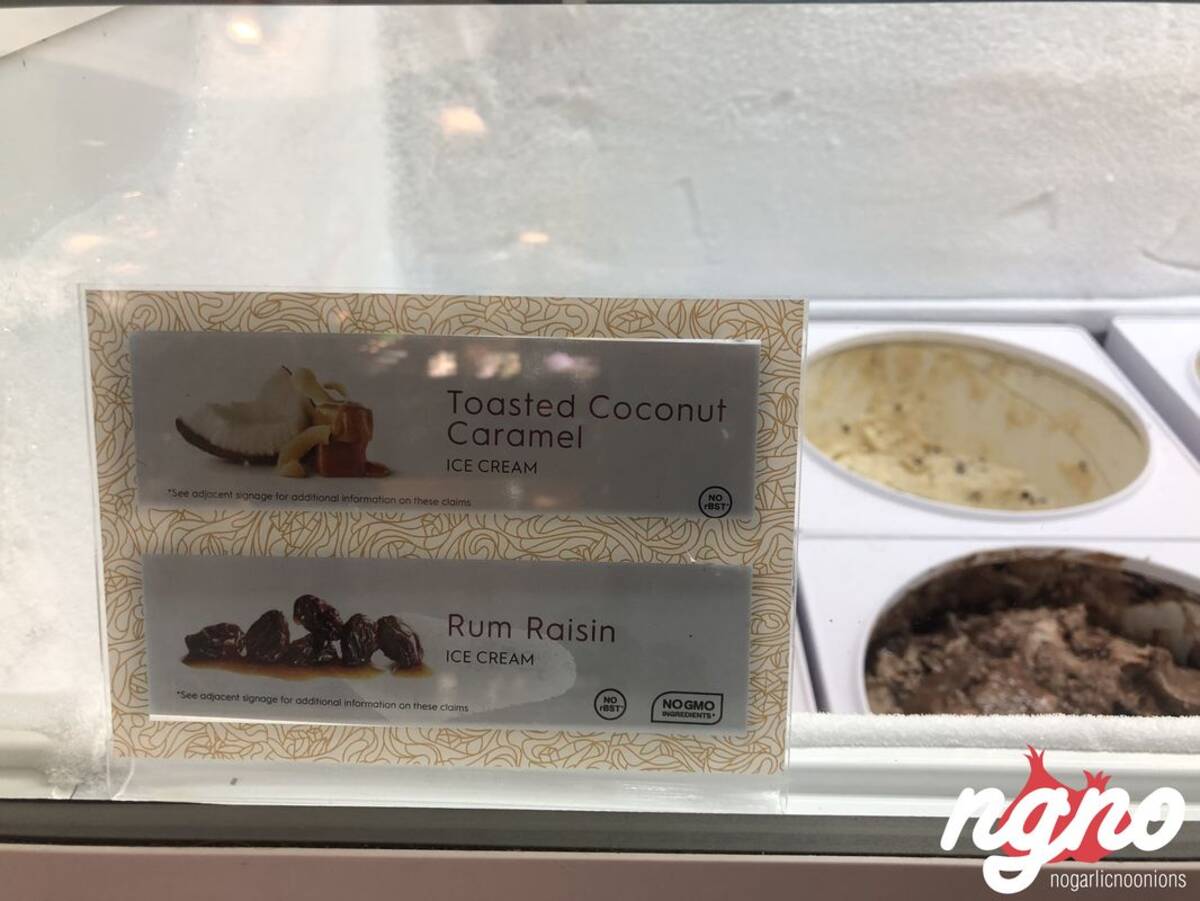 Toasted Coconut
Caramel
ICE CREAM
*See adjacent signage for additional information on these claims
NO
rBST*
Rum Raisin
ICE CREAM
*See adjacent signage for additional information on these claims
NO
rBST*
NO GMO
INGREDIENTS*
ngno
nogarlicnoonions